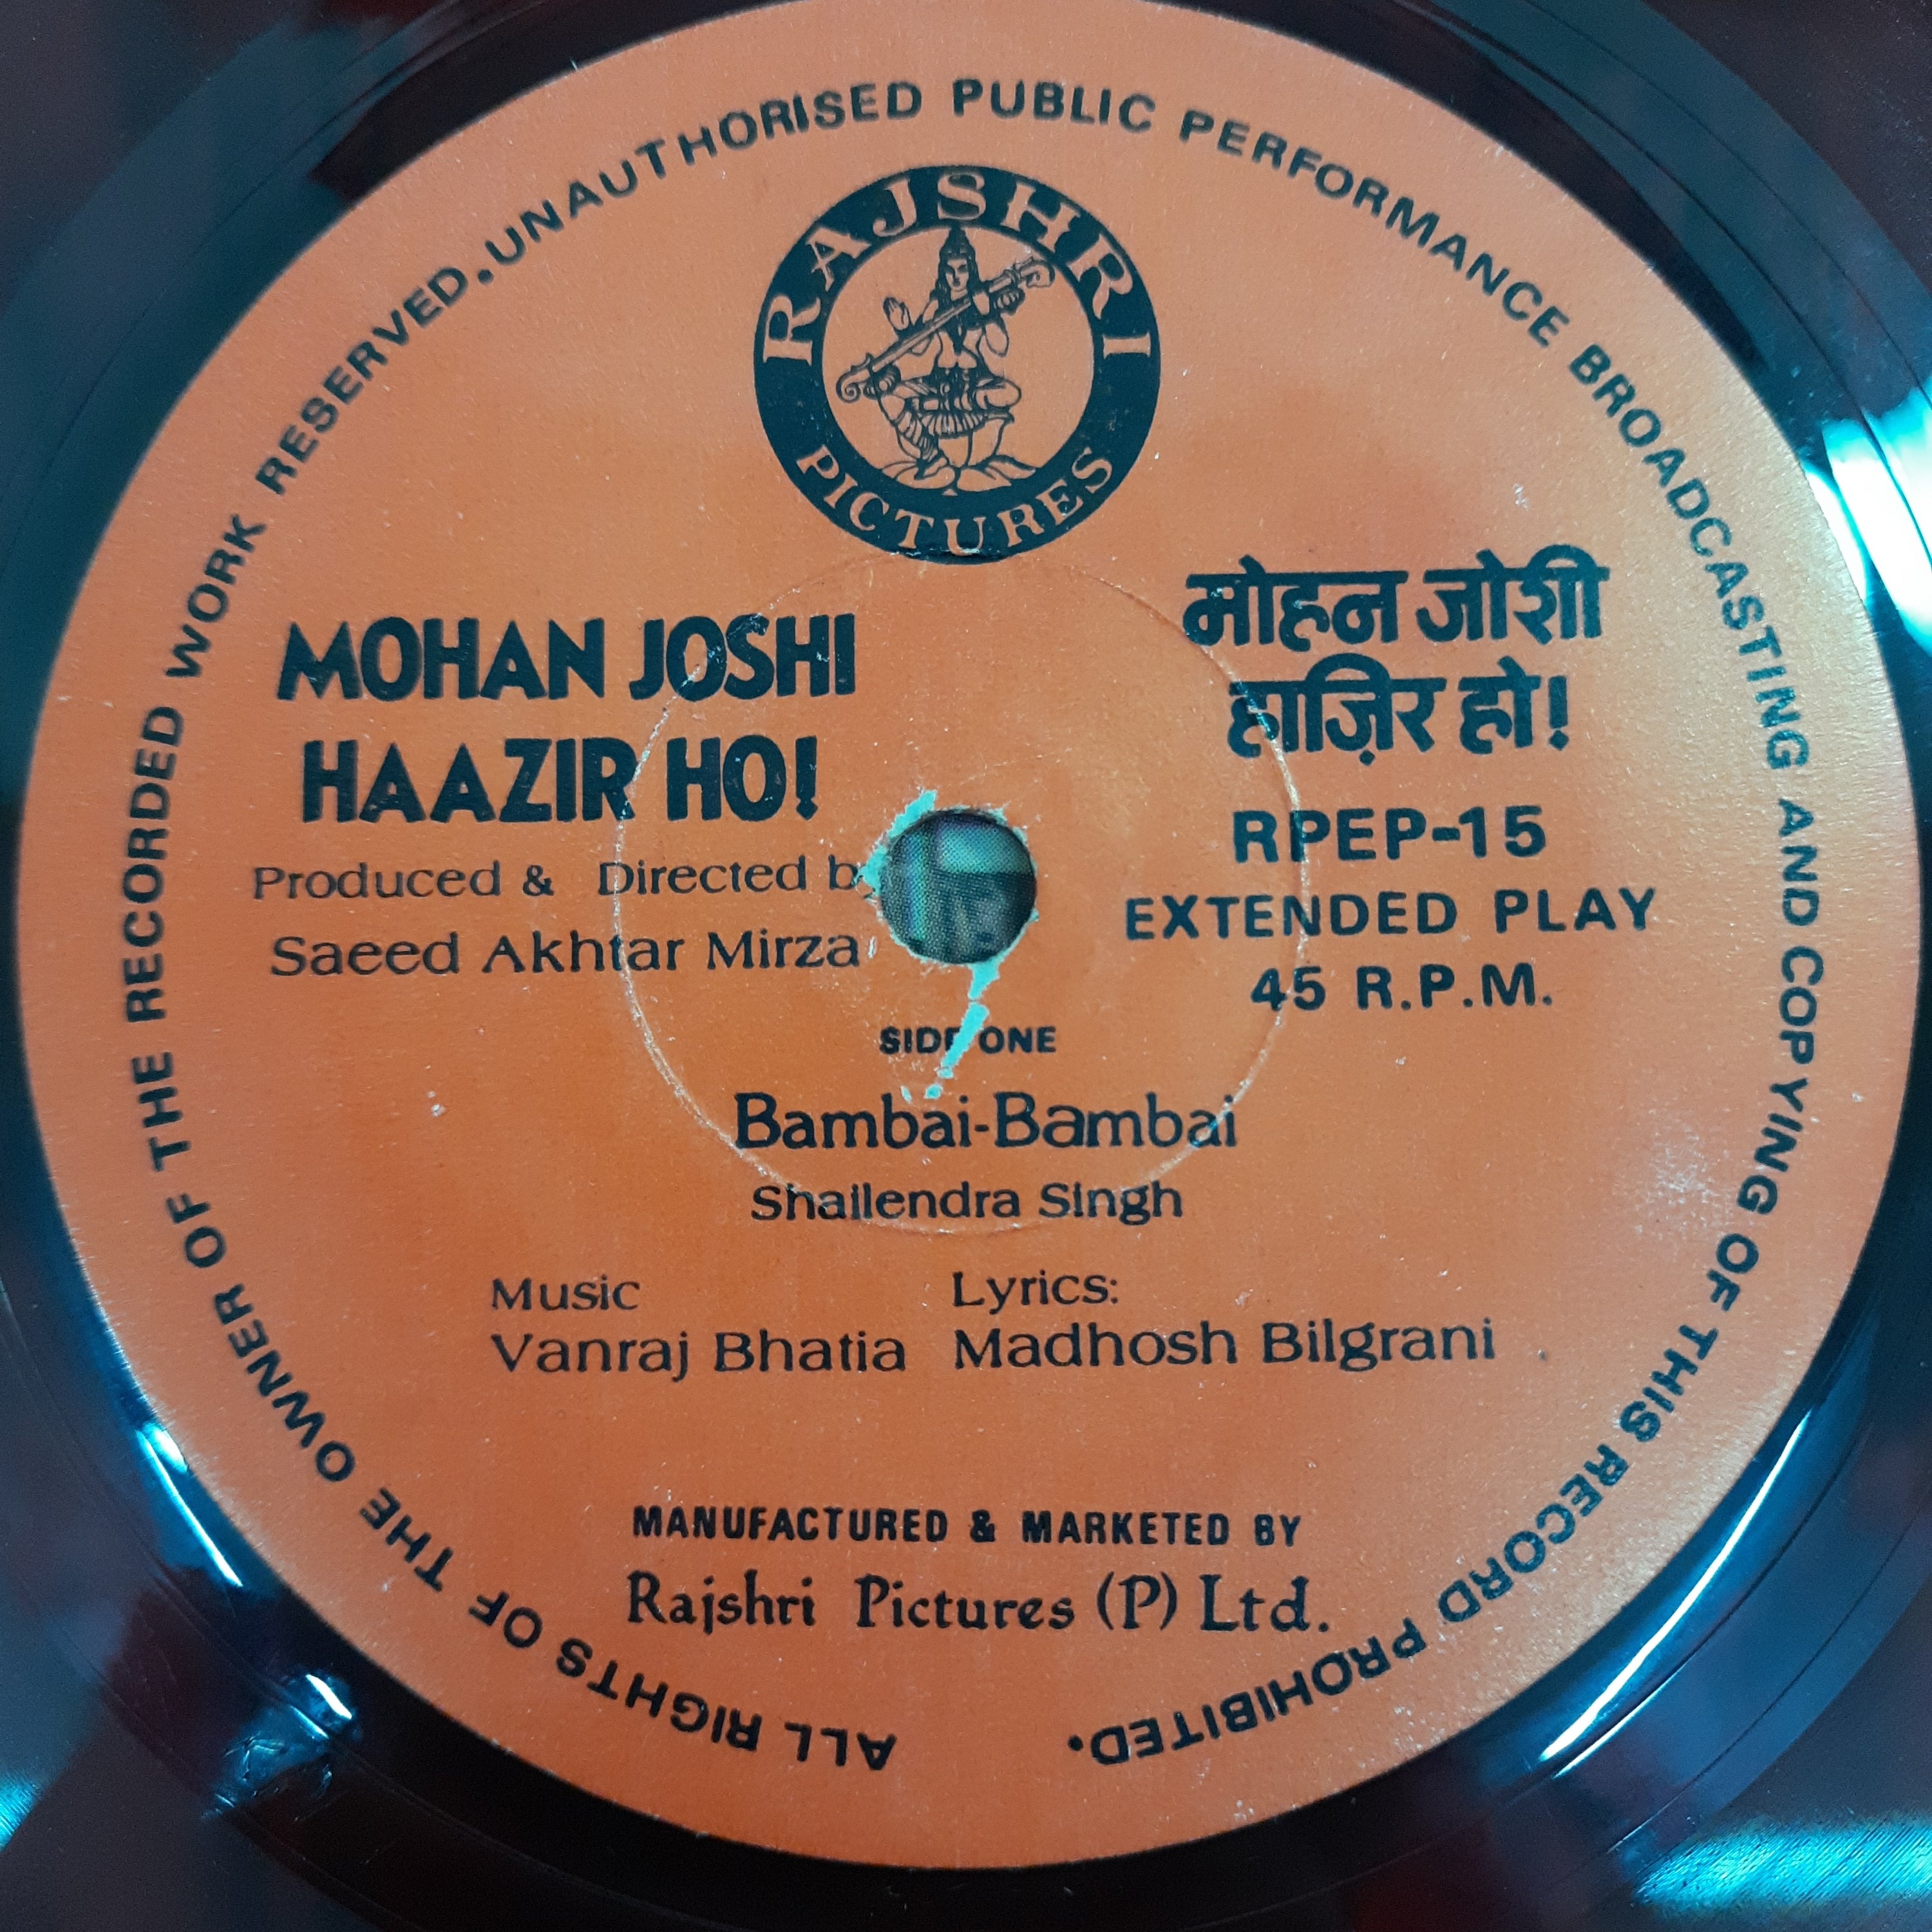 ALL RIGHTS OF THE OWNER OF THE RECORDED WORK RESERVED. UNAUTHORISED PUBLIC PERFORMANCE BROADCASTING AND COPYING OF THIS RECORD PROHIBITED.
RAJSHRI
PICTURES
MOHAN JOSHI
HAAZIR HO!
Produced & Directed by
Saeed Akhtar Mirza
मोहन जोशी
हाज़िर हो!
RPEP-15
EXTENDED PLAY
45 R.P.M.
SIDE ONE
Bambai-Bambai
Shailendra Singh
Music
Vanraj Bhatia
Lyrics:
Madhosh Bilgrani
MANUFACTURED & MARKETED BY
Rajshri Pictures (P) Ltd.